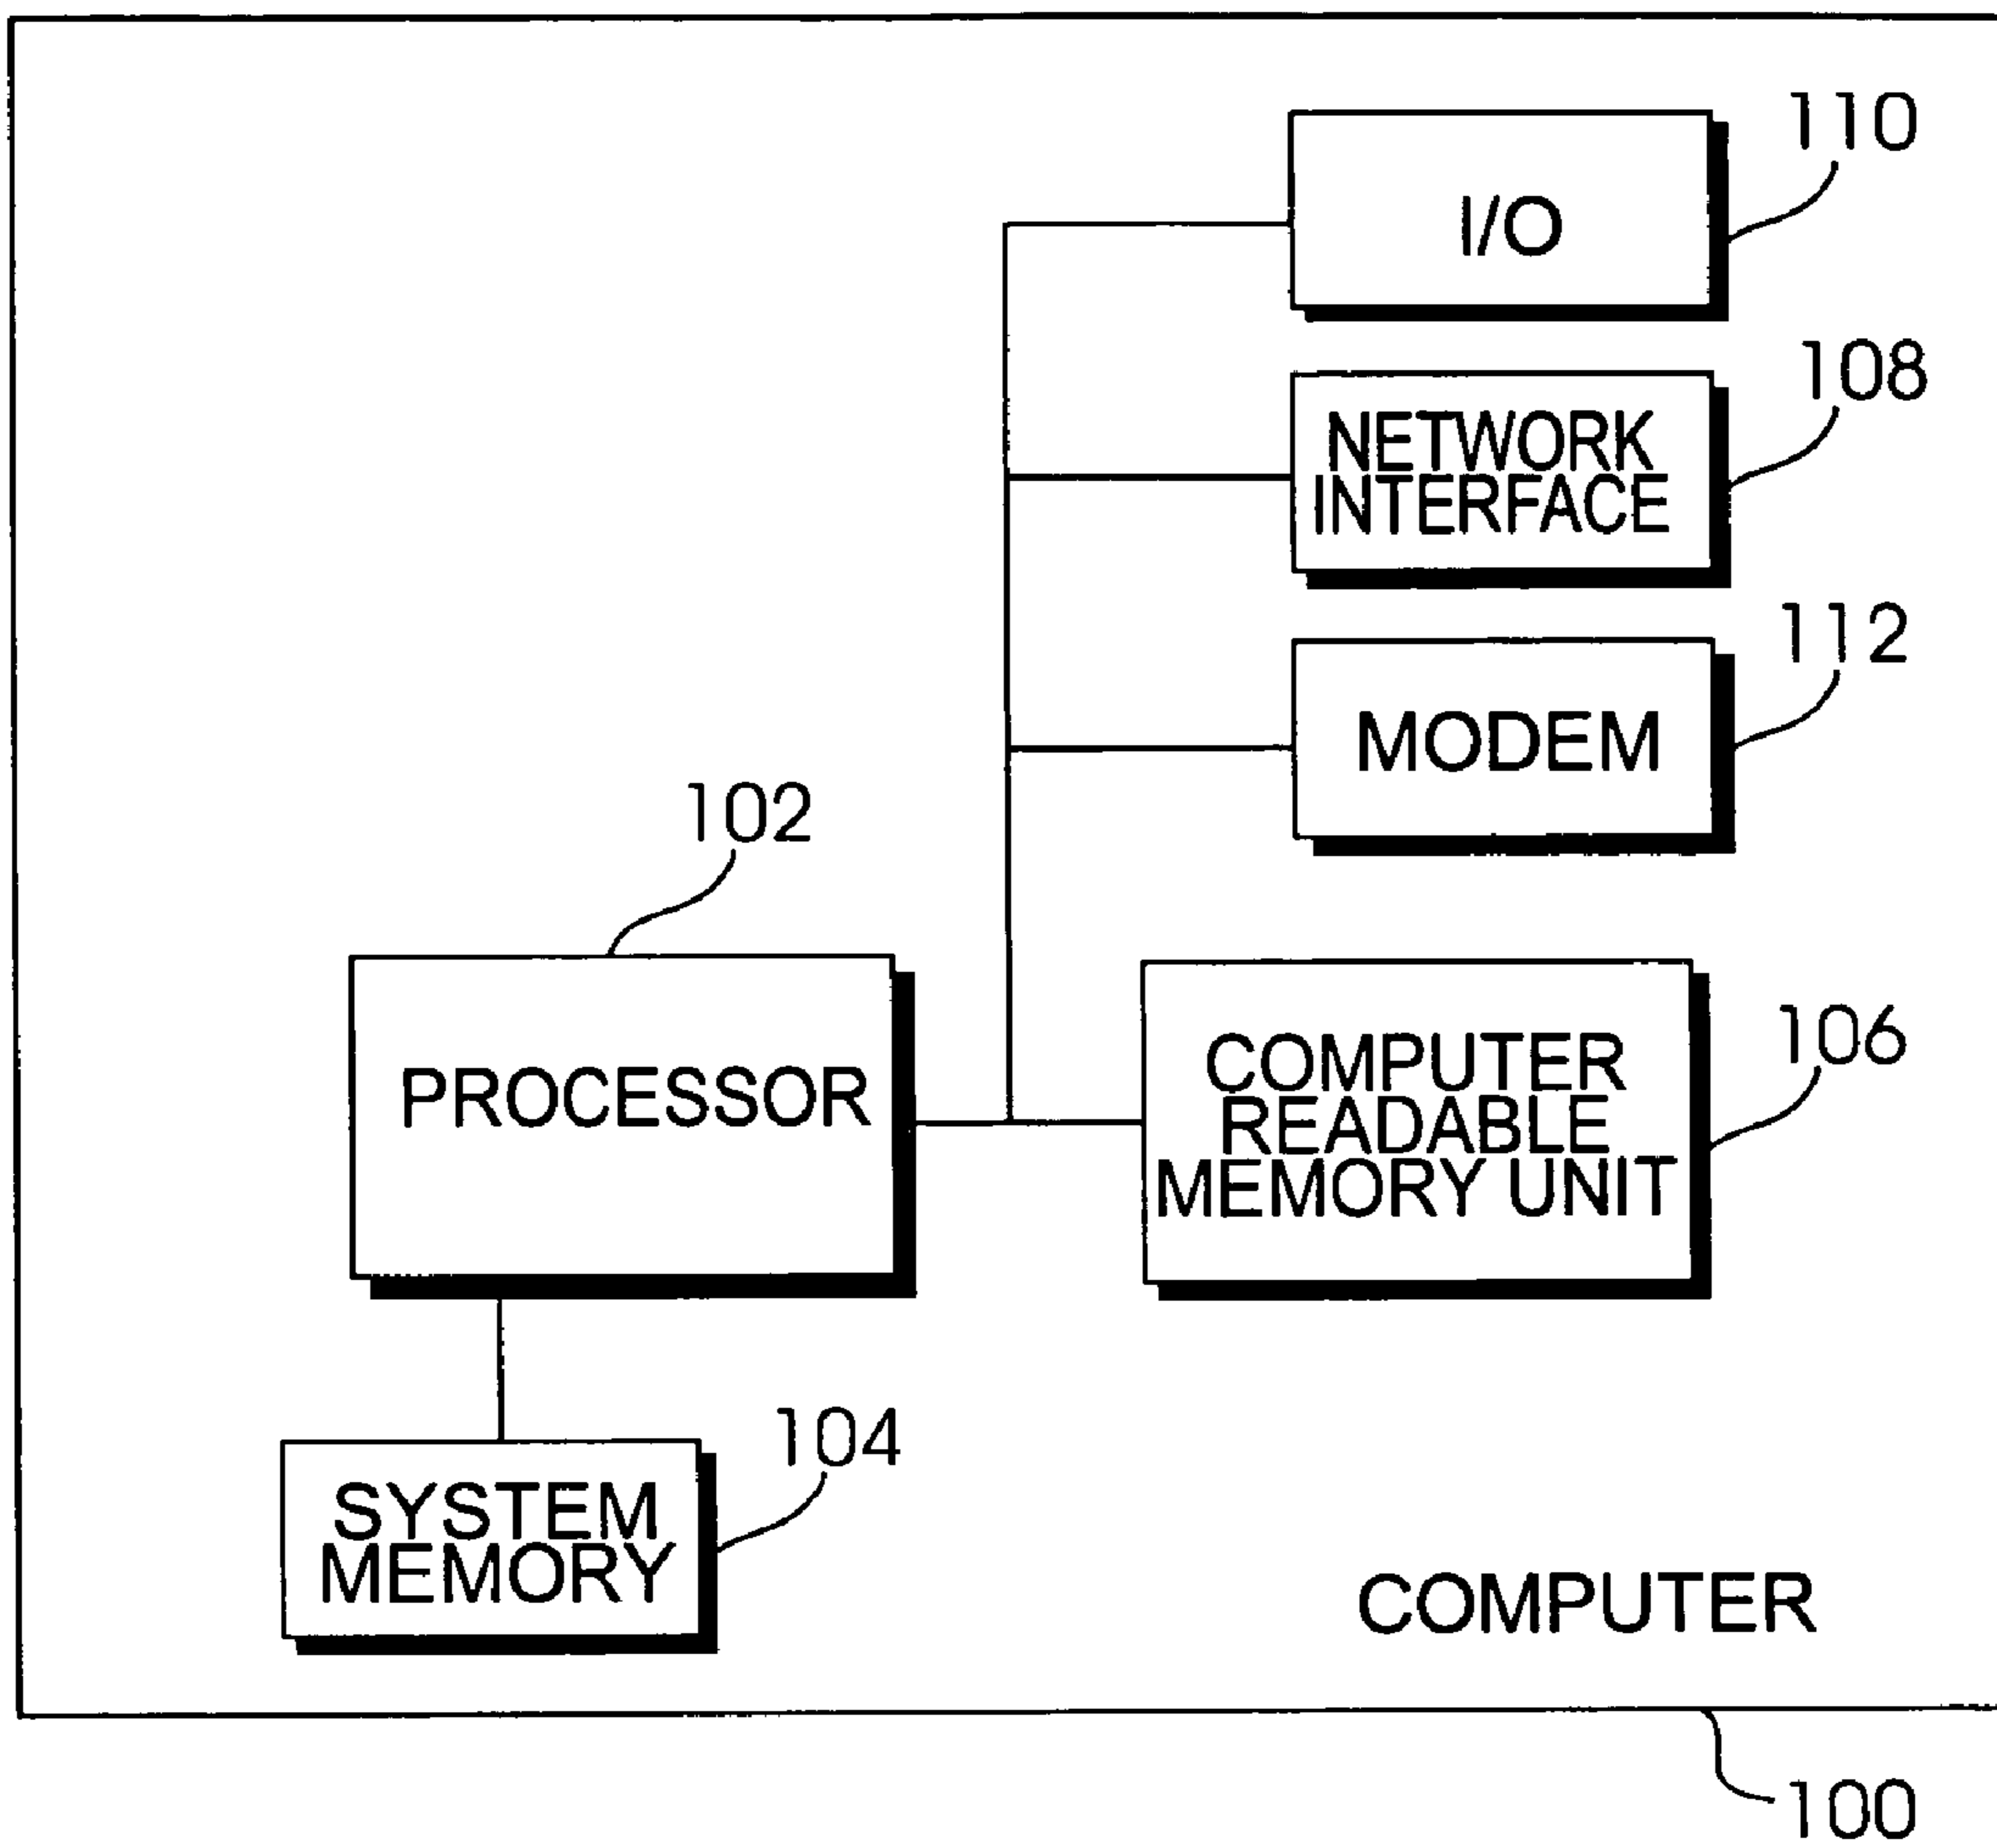 110
I/O
108
NETWORK
INTERFACE
112
MODEM
102
PROCESSOR
106
COMPUTER
READABLE
MEMORY UNIT
104
SYSTEM
MEMORY
COMPUTER
100